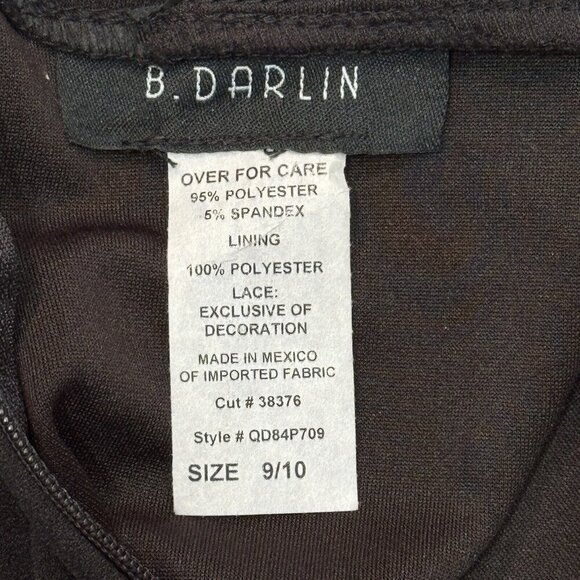 B. DARLIN
OVER FOR CARE
95% POLYESTER
5% SPANDEX
LINING
100% POLYESTER
LACE:
EXCLUSIVE OF
DECORATION
MADE IN MEXICO
OF IMPORTED FABRIC
Cut # 38376
Style # QD84P709
SIZE 9/10